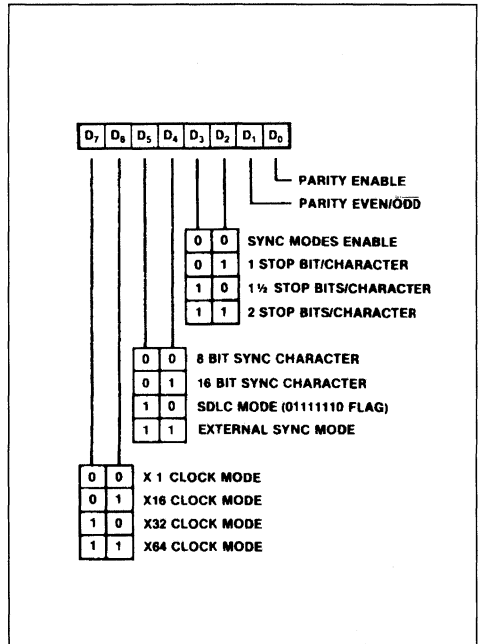 D7 D6 D5 D4 D3 D2 D1 D0
PARITY ENABLE
PARITY EVEN/O̅D̅D̅
0 0 SYNC MODES ENABLE
0 1 1 STOP BIT/CHARACTER
1 0 1 ½ STOP BITS/CHARACTER
1 1 2 STOP BITS/CHARACTER
0 0 8 BIT SYNC CHARACTER
0 1 16 BIT SYNC CHARACTER
1 0 SDLC MODE (01111110 FLAG)
1 1 EXTERNAL SYNC MODE
0 0 X 1 CLOCK MODE
0 1 X16 CLOCK MODE
1 0 X32 CLOCK MODE
1 1 X64 CLOCK MODE